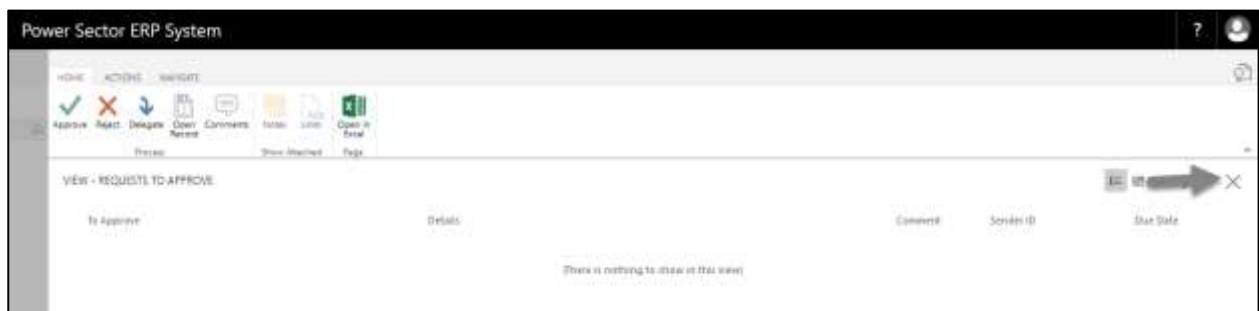 Power Sector ERP System ?
HOME ACTIONS NAVIGATE
Approve Reject Delegate Open Record Comments Notes Links Open in Excel
Process Show Attached Page
VIEW - REQUESTS TO APPROVE
To Approve Details Comment Sender ID Due Date
(There is nothing to show in this view)